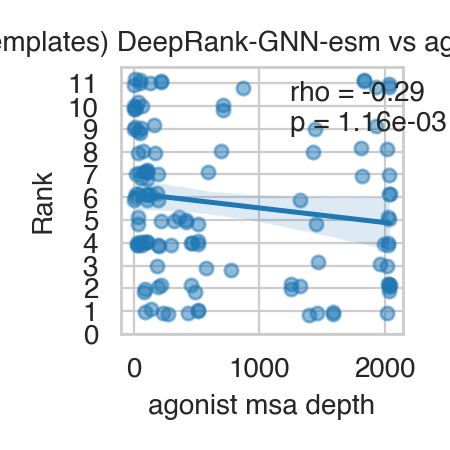 emplates) DeepRank-GNN-esm vs ag
rho = -0.29
p = 1.16e-03
Rank
11
10
9
8
7
6
5
4
3
2
1
0
0 1000 2000
agonist msa depth